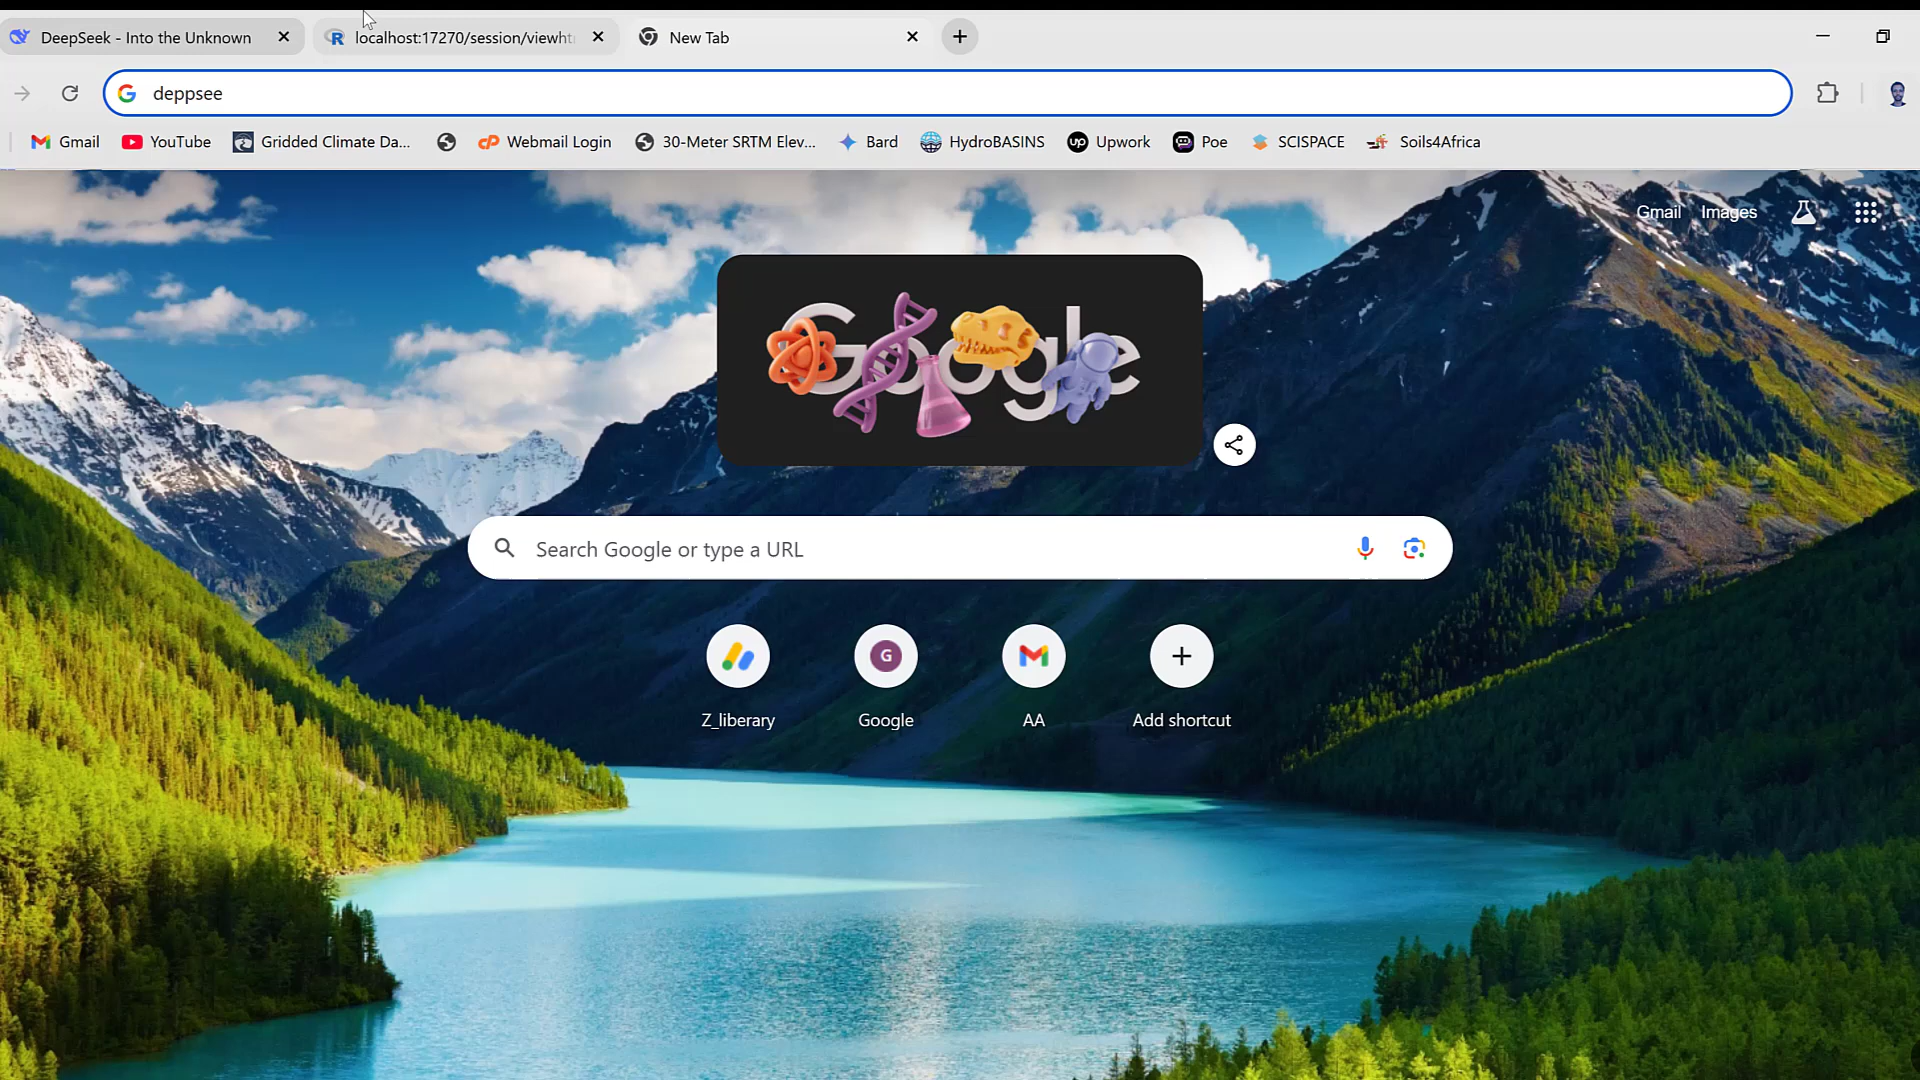 DeepSeek - Into the Unknown
localhost:17270/session/viewht
New Tab
deppsee
Gmail
YouTube
Gridded Climate Da...
Webmail Login
30-Meter SRTM Elev...
Bard
HydroBASINS
Upwork
Poe
SCISPACE
Soils4Africa
Gmail
Images
Google
Search Google or type a URL
Z_liberary
Google
AA
Add shortcut